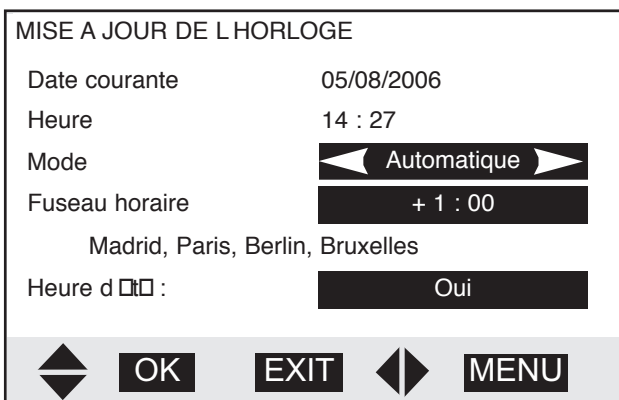 MISE A JOUR DE L HORLOGE
Date courante 05/08/2006
Heure 14 : 27
Mode Automatique
Fuseau horaire + 1 : 00
Madrid, Paris, Berlin, Bruxelles
Heure d □t□ : Oui
OK EXIT MENU